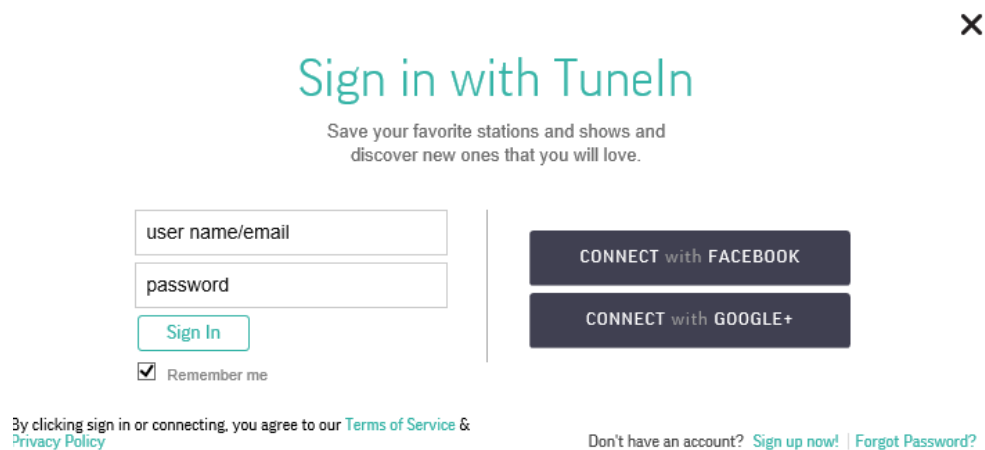 Sign in with TuneIn
Save your favorite stations and shows and
discover new ones that you will love.
user name/email
password
Sign In
Remember me
CONNECT with FACEBOOK
CONNECT with GOOGLE+
By clicking sign in or connecting, you agree to our Terms of Service &
Privacy Policy
Don't have an account? Sign up now! | Forgot Password?